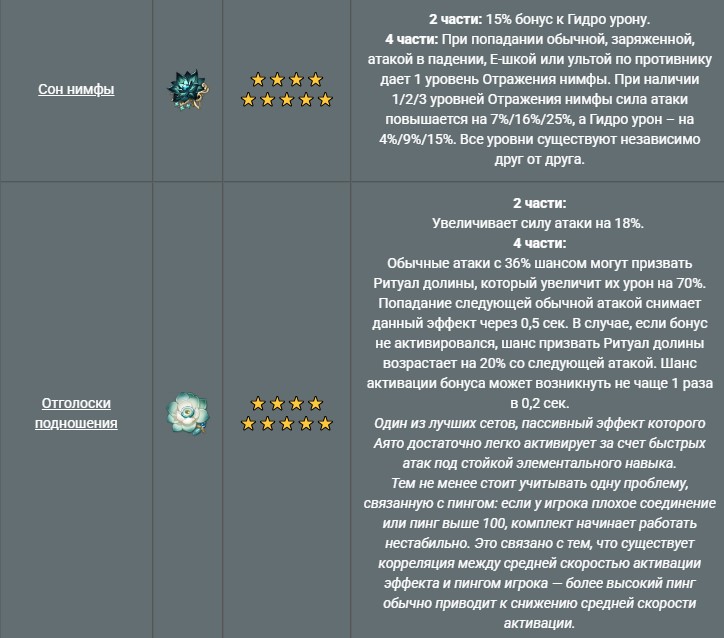 Сон нимфы
2 части: 15% бонус к Гидро урону.
4 части: При попадании обычной, заряженной,
атакой в падении, Е-шкой или ультой по противнику
дает 1 уровень Отражения нимфы. При наличии
1/2/3 уровней Отражения нимфы сила атаки
повышается на 7%/16%/25%, а Гидро урон – на
4%/9%/15%. Все уровни существуют независимо
друг от друга.
Отголоски
подношения
2 части:
Увеличивает силу атаки на 18%.
4 части:
Обычные атаки с 36% шансом могут призвать
Ритуал долины, который увеличит их урон на 70%.
Попадание следующей обычной атакой снимает
данный эффект через 0,5 сек. В случае, если бонус
не активировался, шанс призвать Ритуал долины
возрастает на 20% со следующей атакой. Шанс
активации бонуса может возникнуть не чаще 1 раза
в 0,2 сек.
Один из лучших сетов, пассивный эффект которого
Аято достаточно легко активирует за счет быстрых
атак под стойкой элементального навыка.
Тем не менее стоит учитывать одну проблему,
связанную с пингом: если у игрока плохое соединение
или пинг выше 100, комплект начинает работать
нестабильно. Это связано с тем, что существует
корреляция между средней скоростью активации
эффекта и пингом игрока — более высокий пинг
обычно приводит к снижению средней скорости
активации.